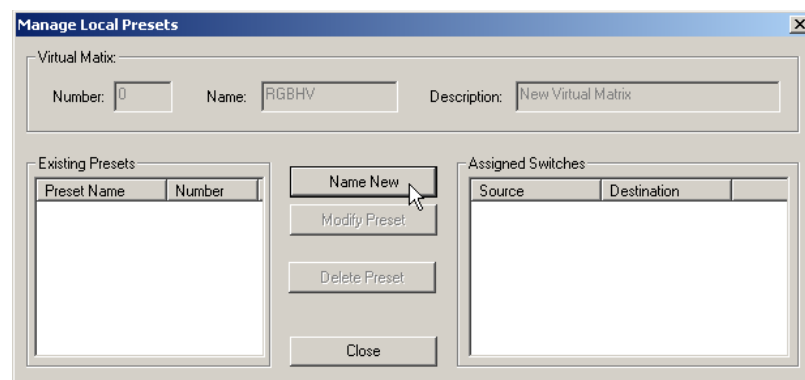 Manage Local Presets
Virtual Matix:
Number: 0 Name: RGBHV Description: New Virtual Matrix
Existing Presets
Preset Name Number
Name New
Modify Preset
Delete Preset
Close
Assigned Switches
Source Destination